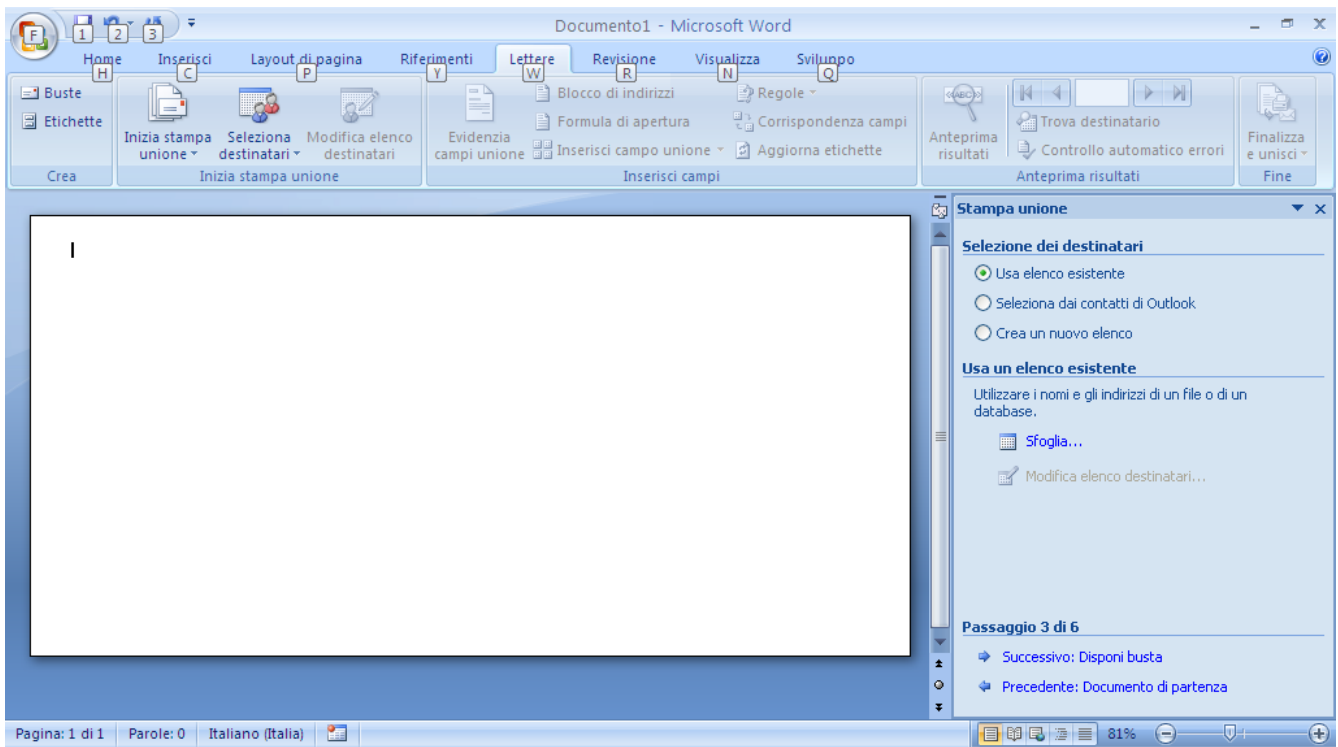 Documento1 - Microsoft Word
F 1 2 3
Home Inserisci Layout di pagina Riferimenti Lettere Revisione Visualizza Sviluppo
H C P Y W R N Q
Buste
Etichette
Crea
Inizia stampa unione
Seleziona destinatari
Modifica elenco destinatari
Inizia stampa unione
Evidenzia campi unione
Blocco di indirizzi
Formula di apertura
Inserisci campo unione
Regole
Corrispondenza campi
Aggiorna etichette
Inserisci campi
«ABC»
Anteprima risultati
Trova destinatario
Controllo automatico errori
Anteprima risultati
Finalizza e unisci
Fine
Stampa unione
Selezione dei destinatari
Usa elenco esistente
Seleziona dai contatti di Outlook
Crea un nuovo elenco
Usa un elenco esistente
Utilizzare i nomi e gli indirizzi di un file o di un
database.
Sfoglia...
Modifica elenco destinatari...
Passaggio 3 di 6
Successivo: Disponi busta
Precedente: Documento di partenza
Pagina: 1 di 1 Parole: 0 Italiano (Italia) 81%